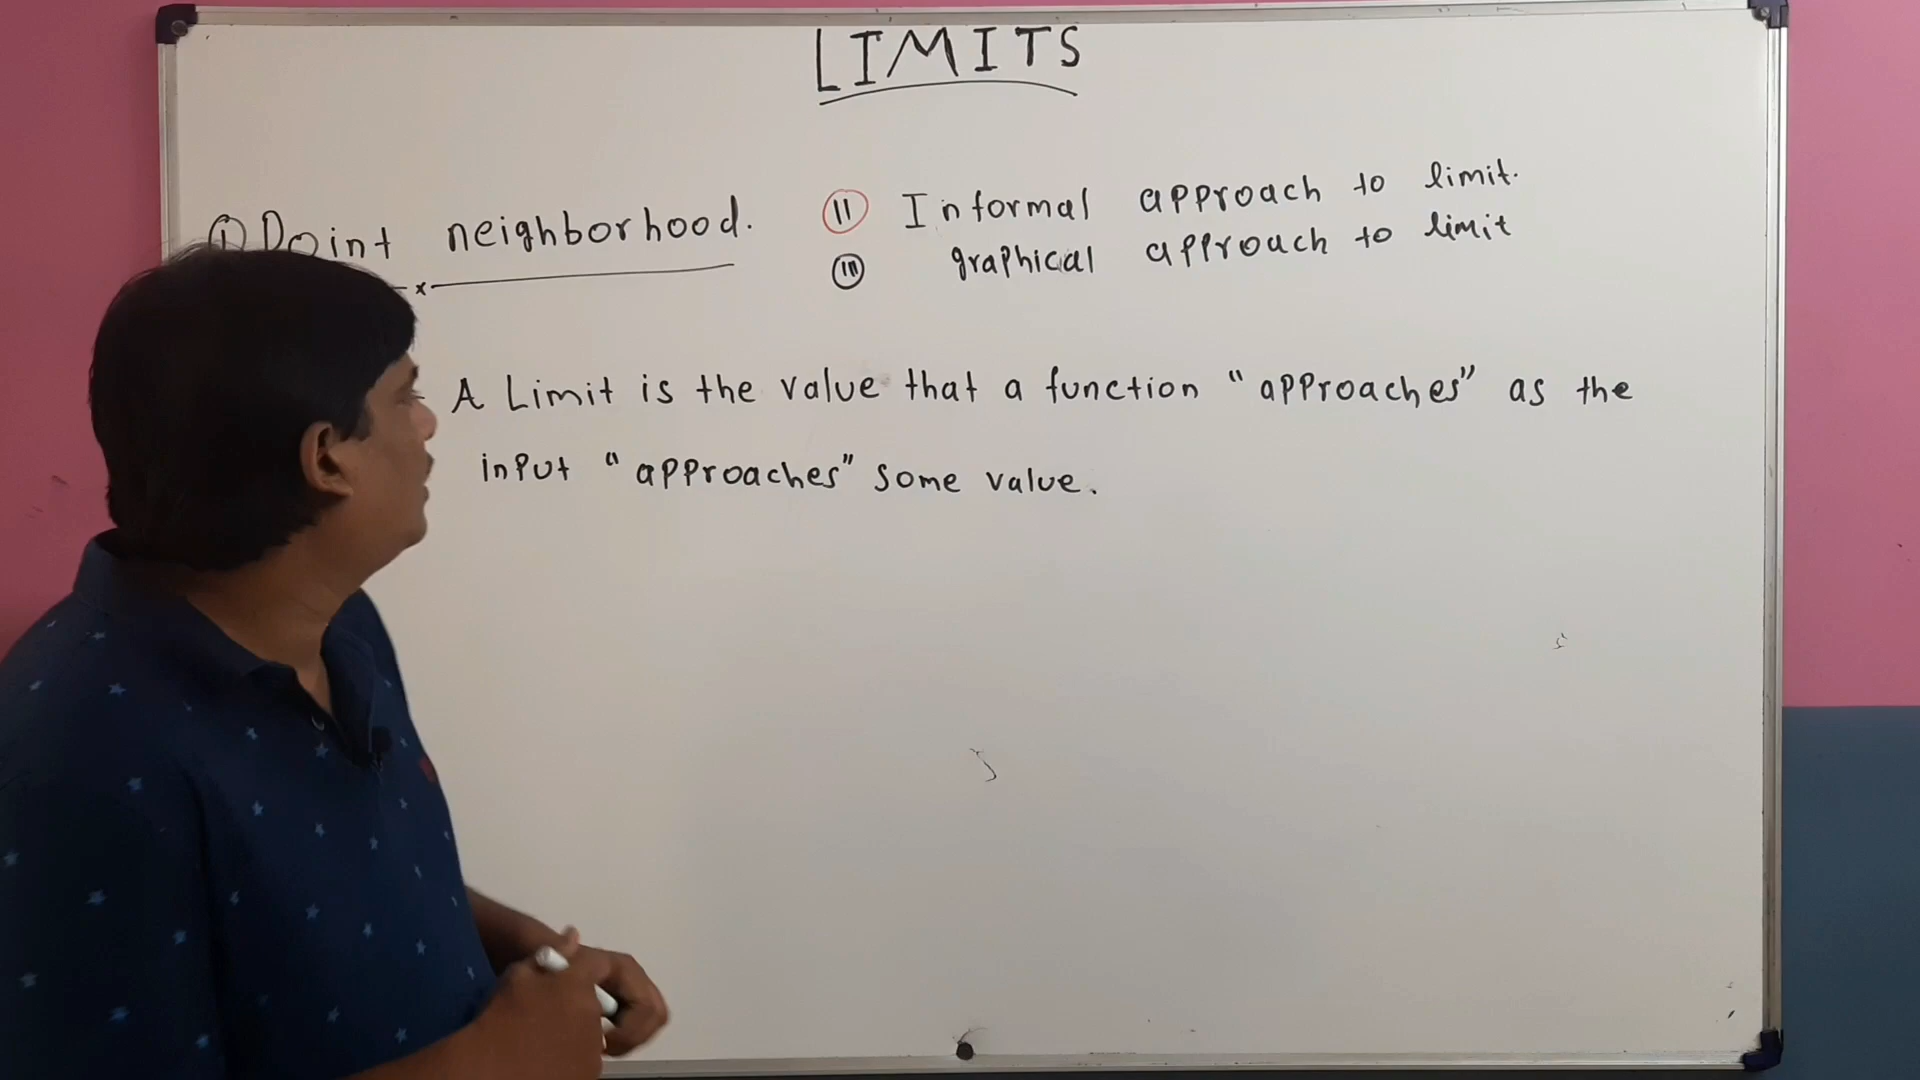 LIMITS
① Point neighborhood.
⑪ Informal approach to limit.
ⓘⓘⓘ graphical approach to limit
x
A Limit is the value that a function "approaches" as the
input "approaches" some value.